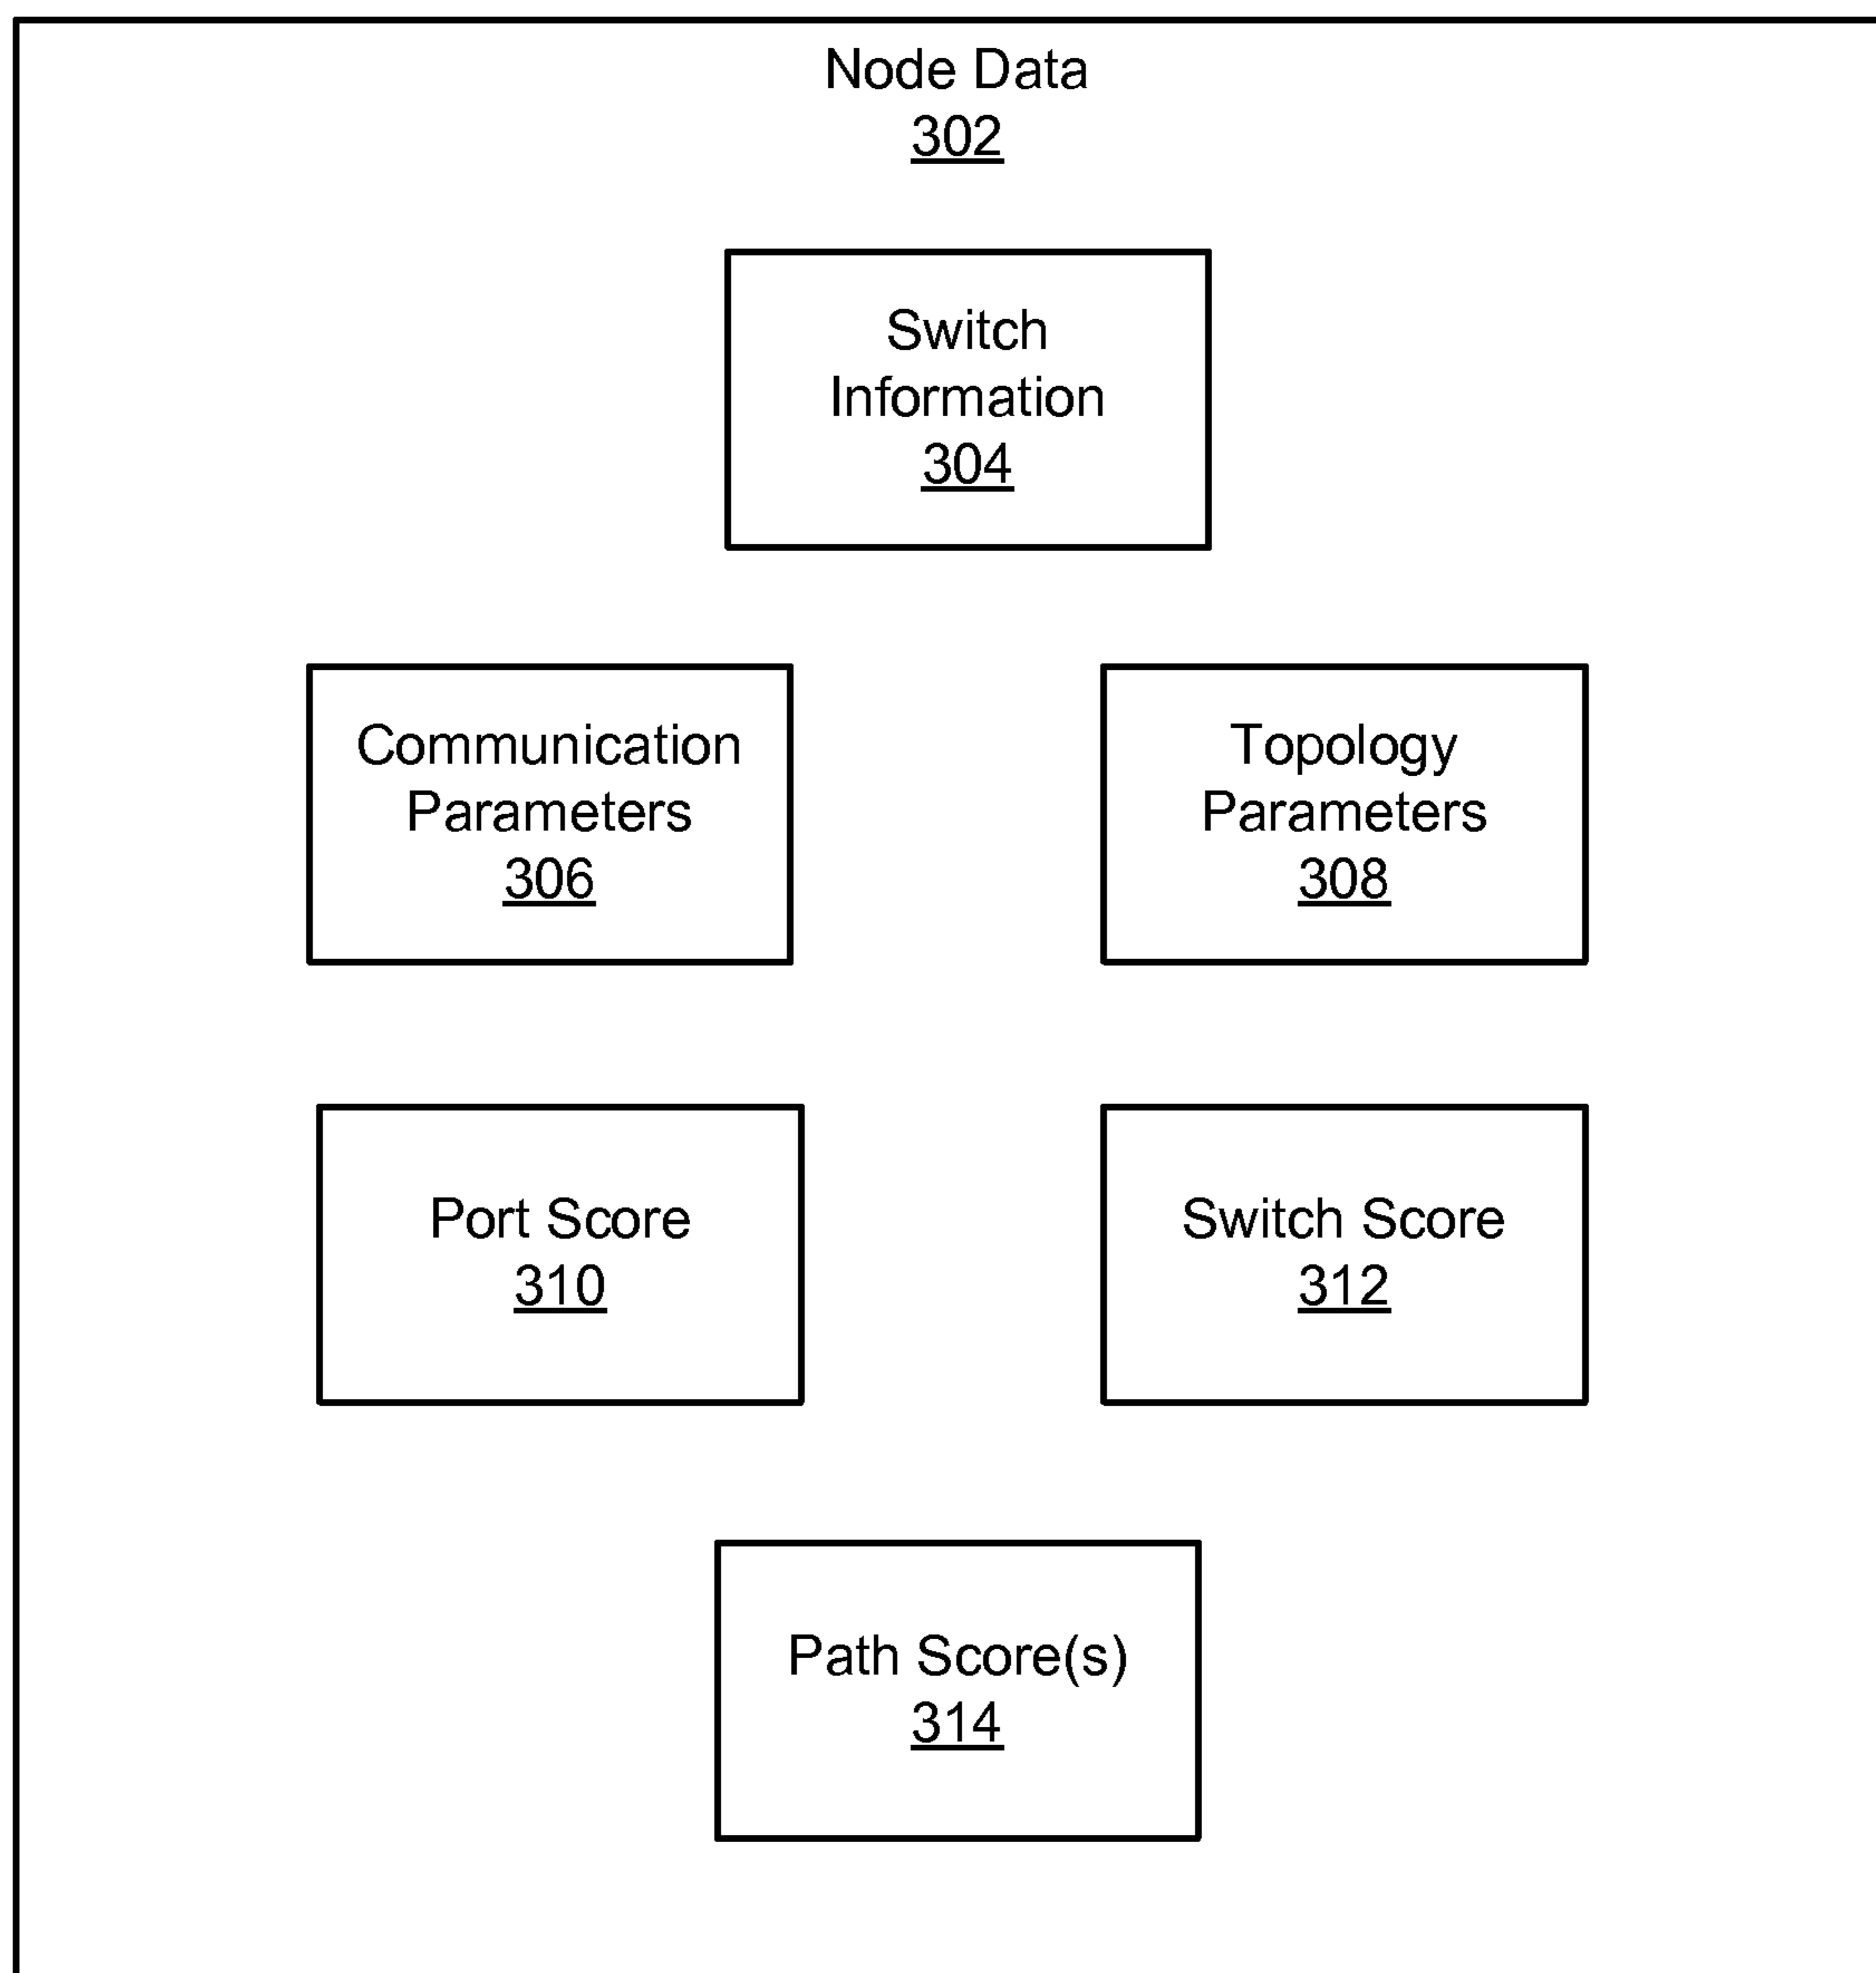 Node Data
302
Switch
Information
304
Communication
Parameters
306
Topology
Parameters
308
Port Score
310
Switch Score
312
Path Score(s)
314